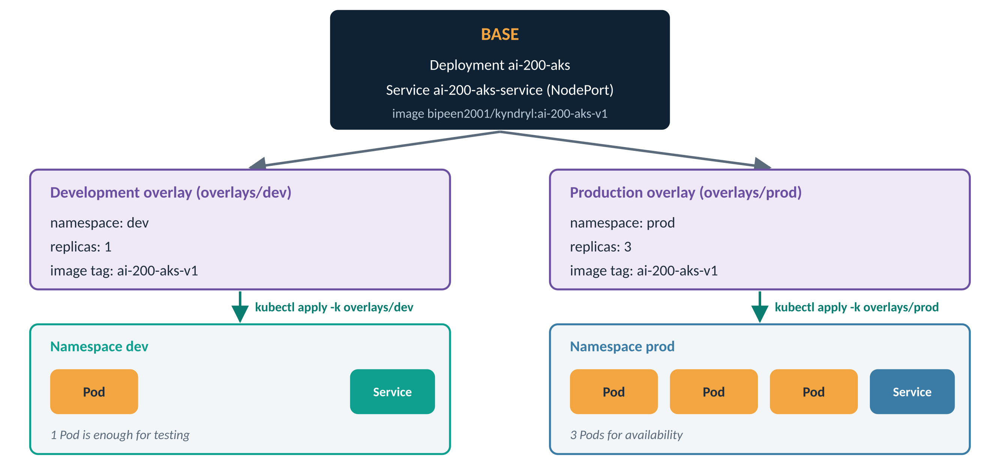 BASE
Deployment ai-200-aks
Service ai-200-aks-service (NodePort)
image bipeen2001/kyndryl:ai-200-aks-v1
Development overlay (overlays/dev)
namespace: dev
replicas: 1
image tag: ai-200-aks-v1
Production overlay (overlays/prod)
namespace: prod
replicas: 3
image tag: ai-200-aks-v1
kubectl apply -k overlays/dev
kubectl apply -k overlays/prod
Namespace dev
Pod
Service
1 Pod is enough for testing
Namespace prod
Pod
Pod
Pod
Service
3 Pods for availability